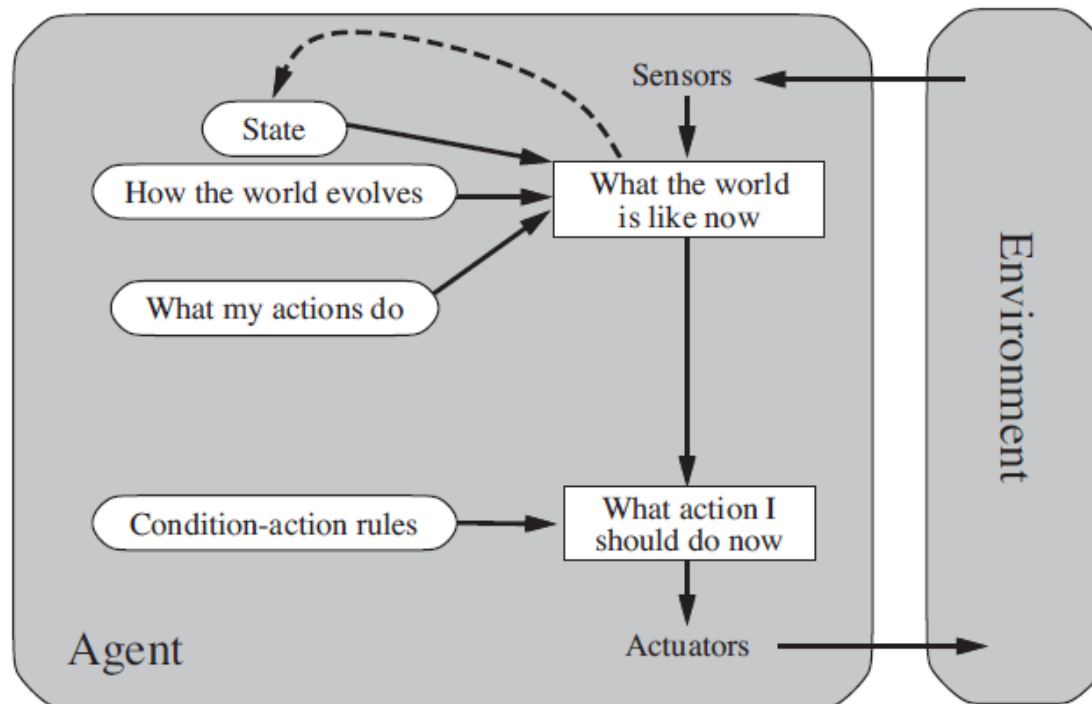 Sensors
State
How the world evolves
What the world
is like now
What my actions do
Environment
Condition-action rules
What action I
should do now
Agent
Actuators